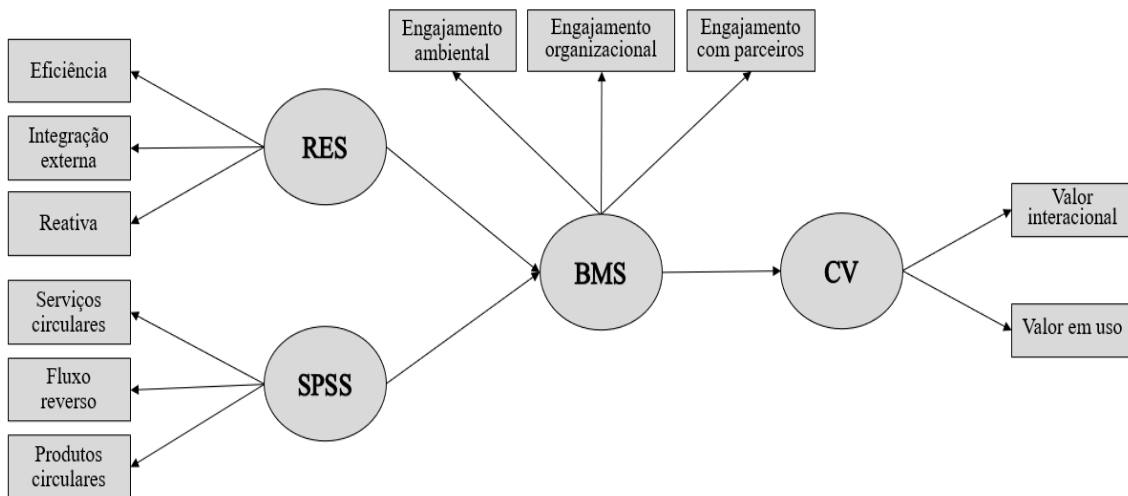 Engajamento
ambiental
Engajamento
organizacional
Engajamento
com parceiros
Eficiência
Integração
externa
Reativa
RES
Serviços
circulares
Fluxo
reverso
Produtos
circulares
SPSS
BMS
CV
Valor
interacional
Valor em uso